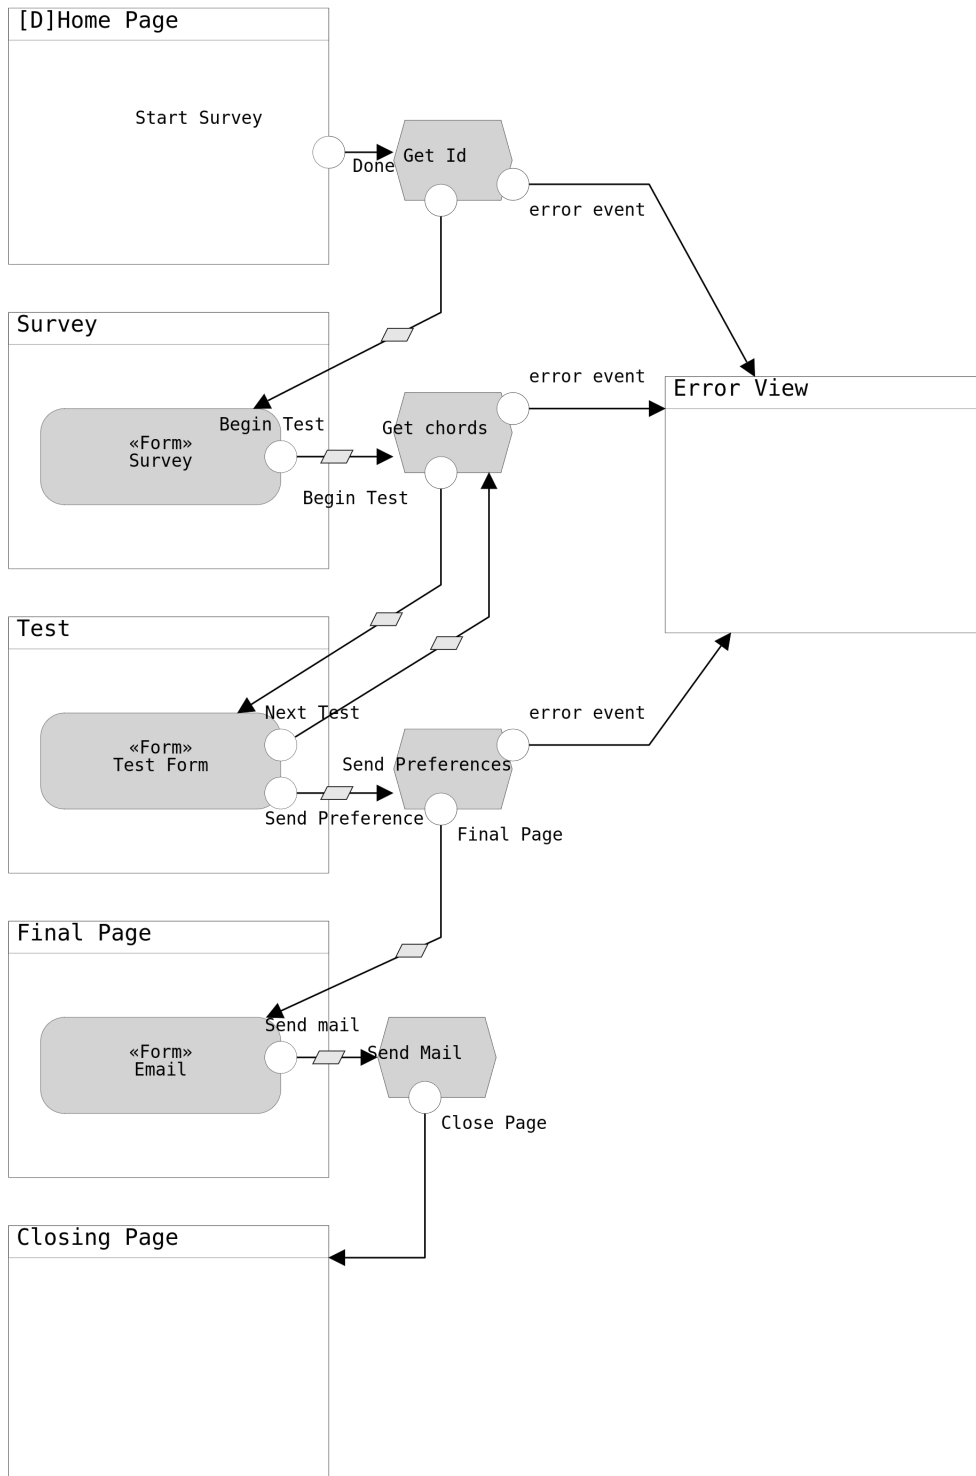 [D]Home Page
Start Survey
Done
Get Id
error event
Survey
error event
Error View
Begin Test
Get chords
«Form»
Survey
Begin Test
Test
Next Test
error event
«Form»
Test Form
Send Preferences
Send Preference
Final Page
Final Page
Send mail
«Form»
Email
Send Mail
Close Page
Closing Page